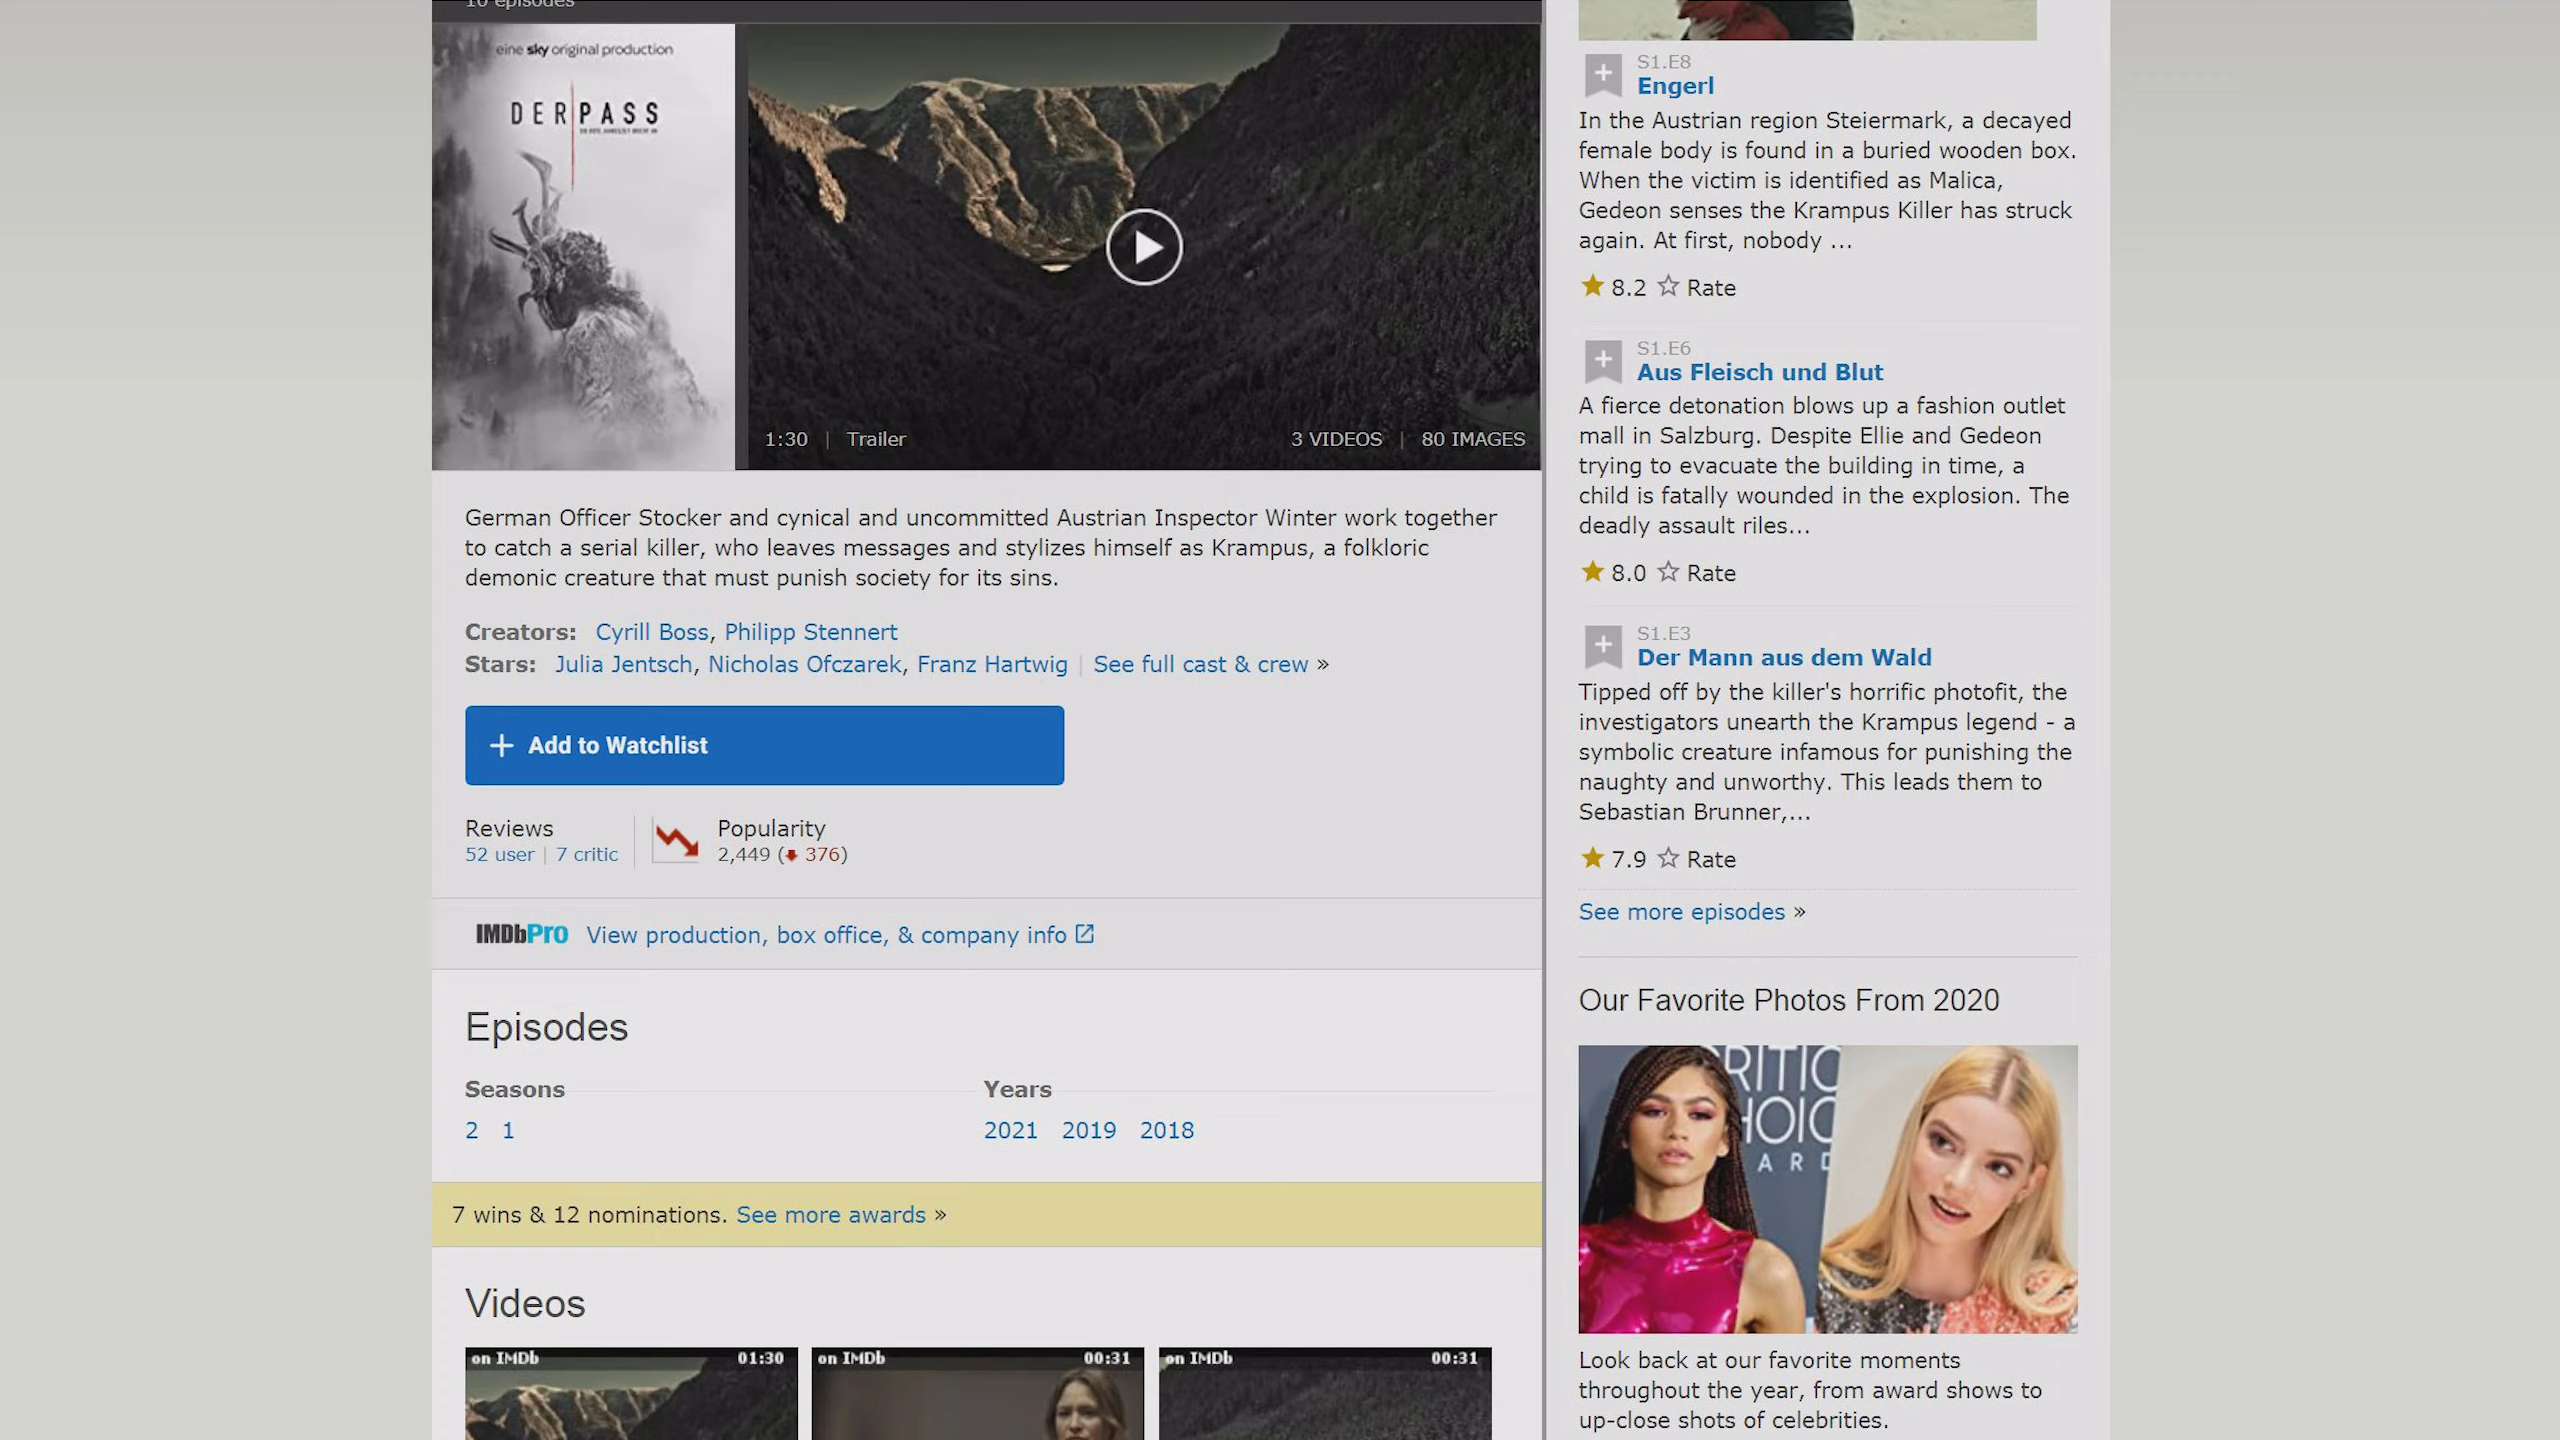 10 episodes
eine sky original production
DER PASS
1:30 | Trailer
3 VIDEOS | 80 IMAGES
German Officer Stocker and cynical and uncommitted Austrian Inspector Winter work together
to catch a serial killer, who leaves messages and stylizes himself as Krampus, a folkloric
demonic creature that must punish society for its sins.
Creators: Cyrill Boss, Philipp Stennert
Stars: Julia Jentsch, Nicholas Ofczarek, Franz Hartwig | See full cast & crew »
+ Add to Watchlist
Reviews
52 user | 7 critic
Popularity
2,449 (376)
IMDbPro View production, box office, & company info
Episodes
Seasons
2 1
Years
2021 2019 2018
7 wins & 12 nominations. See more awards »
Videos
on IMDb 01:30
on IMDb 00:31
on IMDb 00:31
S1.E8
Engerl
In the Austrian region Steiermark, a decayed
female body is found in a buried wooden box.
When the victim is identified as Malica,
Gedeon senses the Krampus Killer has struck
again. At first, nobody ...
8.2 Rate
S1.E6
Aus Fleisch und Blut
A fierce detonation blows up a fashion outlet
mall in Salzburg. Despite Ellie and Gedeon
trying to evacuate the building in time, a
child is fatally wounded in the explosion. The
deadly assault riles...
8.0 Rate
S1.E3
Der Mann aus dem Wald
Tipped off by the killer's horrific photofit, the
investigators unearth the Krampus legend - a
symbolic creature infamous for punishing the
naughty and unworthy. This leads them to
Sebastian Brunner,...
7.9 Rate
See more episodes »
Our Favorite Photos From 2020
RITIC
HOIC
ARD
Look back at our favorite moments
throughout the year, from award shows to
up-close shots of celebrities.